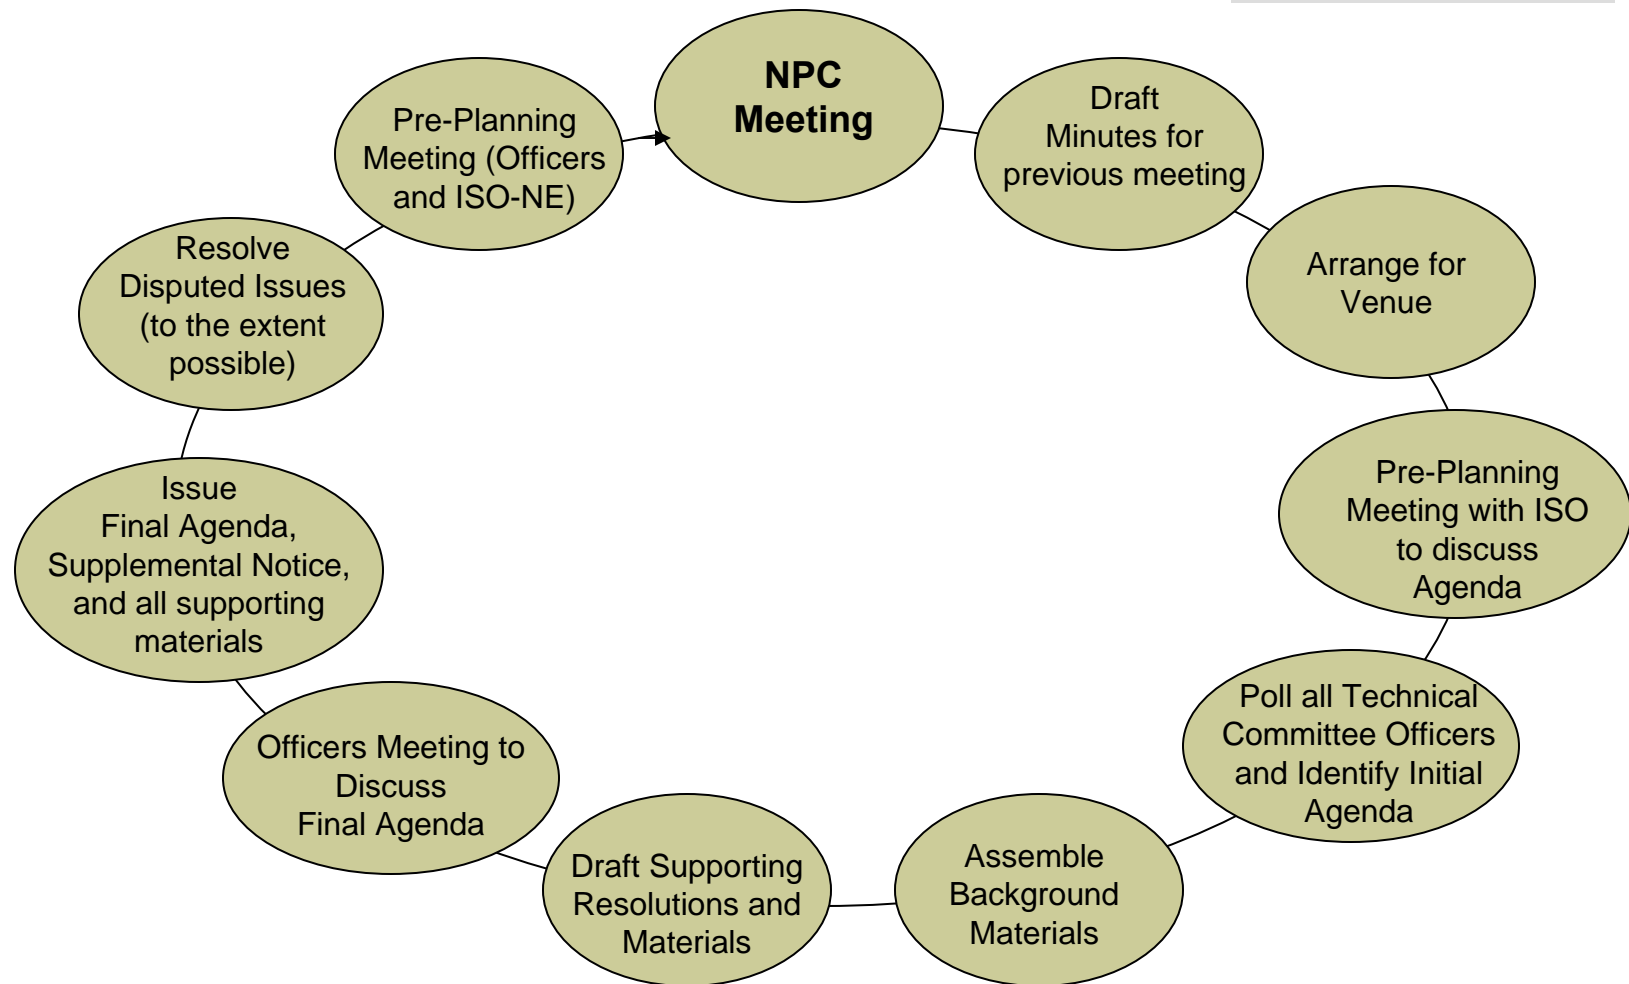 NPC
Meeting
Draft
Minutes for
previous meeting
Arrange for
Venue
Pre-Planning
Meeting with ISO
to discuss
Agenda
Poll all Technical
Committee Officers
and Identify Initial
Agenda
Assemble
Background
Materials
Draft Supporting
Resolutions and
Materials
Officers Meeting to
Discuss
Final Agenda
Issue
Final Agenda,
Supplemental Notice,
and all supporting
materials
Resolve
Disputed Issues
(to the extent
possible)
Pre-Planning
Meeting (Officers
and ISO-NE)